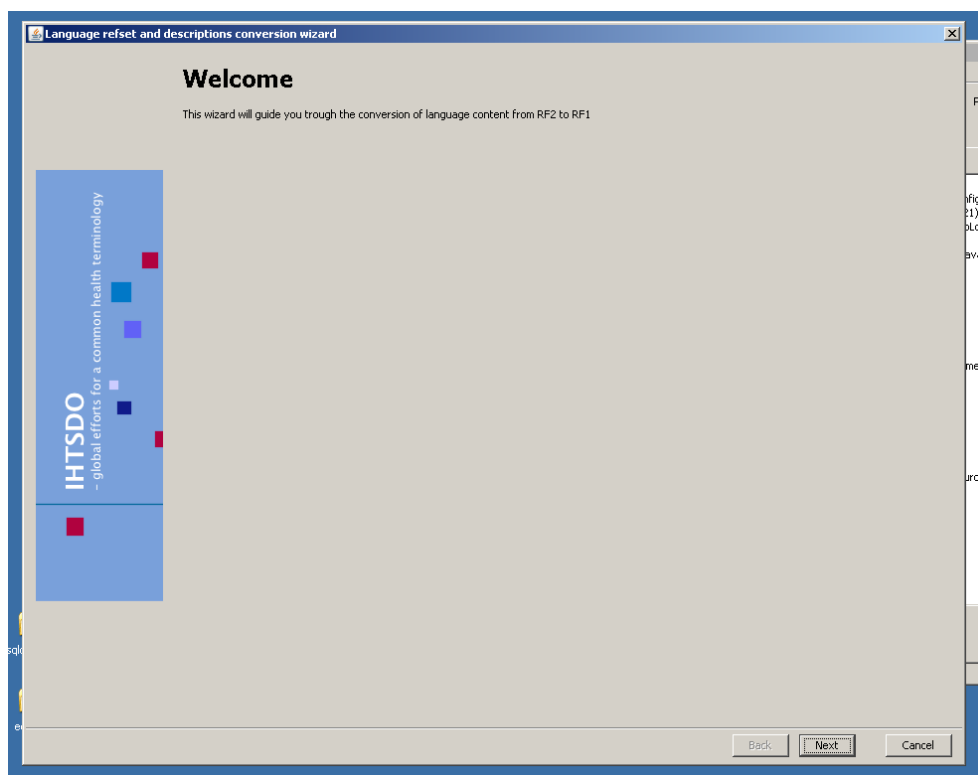 Language refset and descriptions conversion wizard
Welcome
This wizard will guide you trough the conversion of language content from RF2 to RF1
IHTSDO
– global efforts for a common health terminology
Back
Next
Cancel